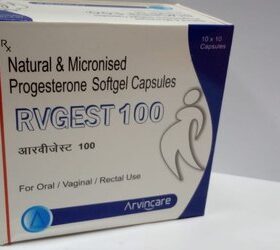 Rx
10 x 10
Capsules
Natural & Micronised
Progesterone Softgel Capsules
RVGEST 100
आरवीजेस्ट 100
For Oral / Vaginal / Rectal Use
Arvincare